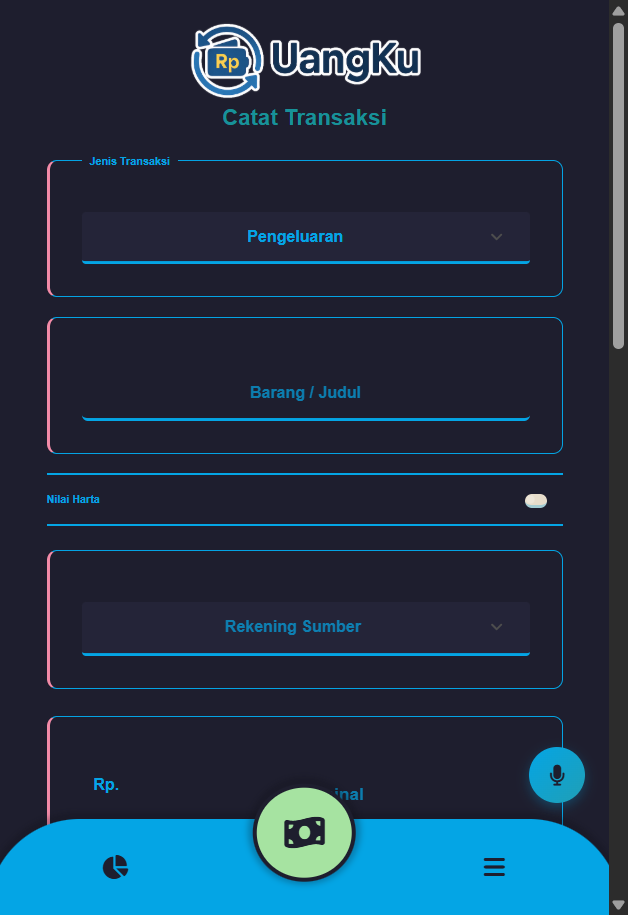 Rp UangKu
Catat Transaksi
Jenis Transaksi
Pengeluaran
Barang / Judul
Nilai Harta
Rekening Sumber
Rp.